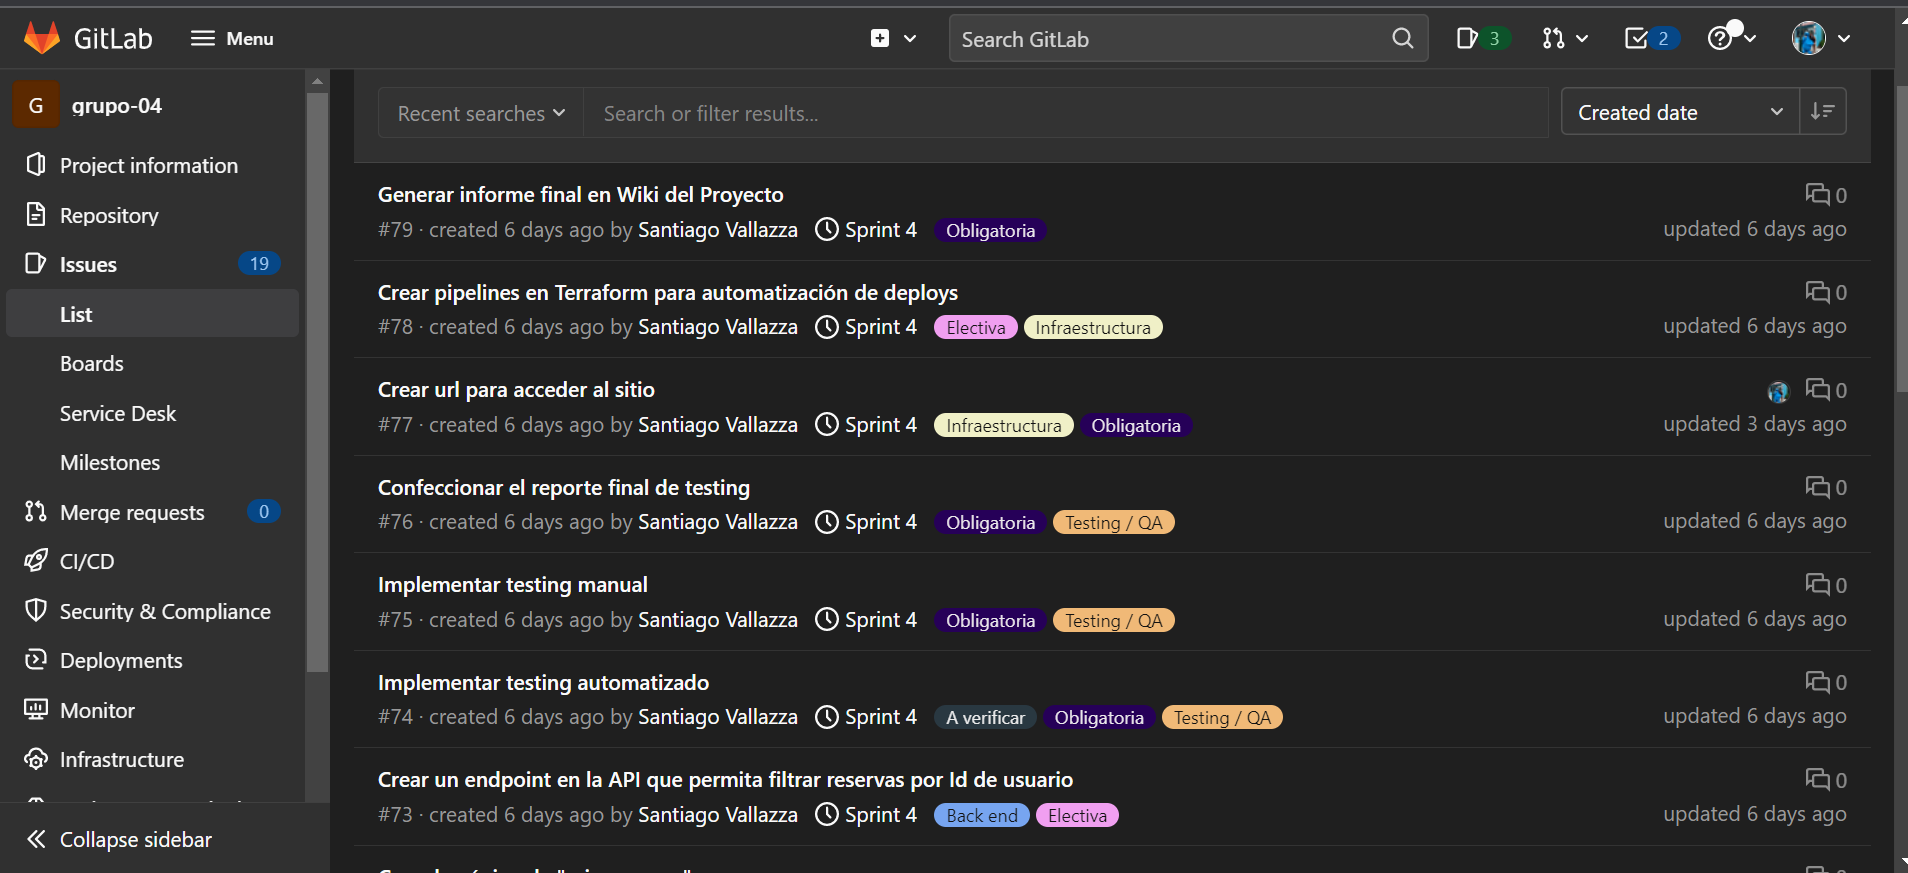 GitLab
Menu
Search GitLab
3
2
G
grupo-04
Project information
Repository
Issues 19
List
Boards
Service Desk
Milestones
Merge requests 0
CI/CD
Security & Compliance
Deployments
Monitor
Infrastructure
Collapse sidebar
Recent searches
Search or filter results...
Created date
Generar informe final en Wiki del Proyecto
0
#79 · created 6 days ago by Santiago Vallazza Sprint 4 Obligatoria
updated 6 days ago
Crear pipelines en Terraform para automatización de deploys
0
#78 · created 6 days ago by Santiago Vallazza Sprint 4 Electiva Infraestructura
updated 6 days ago
Crear url para acceder al sitio
0
#77 · created 6 days ago by Santiago Vallazza Sprint 4 Infraestructura Obligatoria
updated 3 days ago
Confeccionar el reporte final de testing
0
#76 · created 6 days ago by Santiago Vallazza Sprint 4 Obligatoria Testing / QA
updated 6 days ago
Implementar testing manual
0
#75 · created 6 days ago by Santiago Vallazza Sprint 4 Obligatoria Testing / QA
updated 6 days ago
Implementar testing automatizado
0
#74 · created 6 days ago by Santiago Vallazza Sprint 4 A verificar Obligatoria Testing / QA
updated 6 days ago
Crear un endpoint en la API que permita filtrar reservas por Id de usuario
0
#73 · created 6 days ago by Santiago Vallazza Sprint 4 Back end Electiva
updated 6 days ago